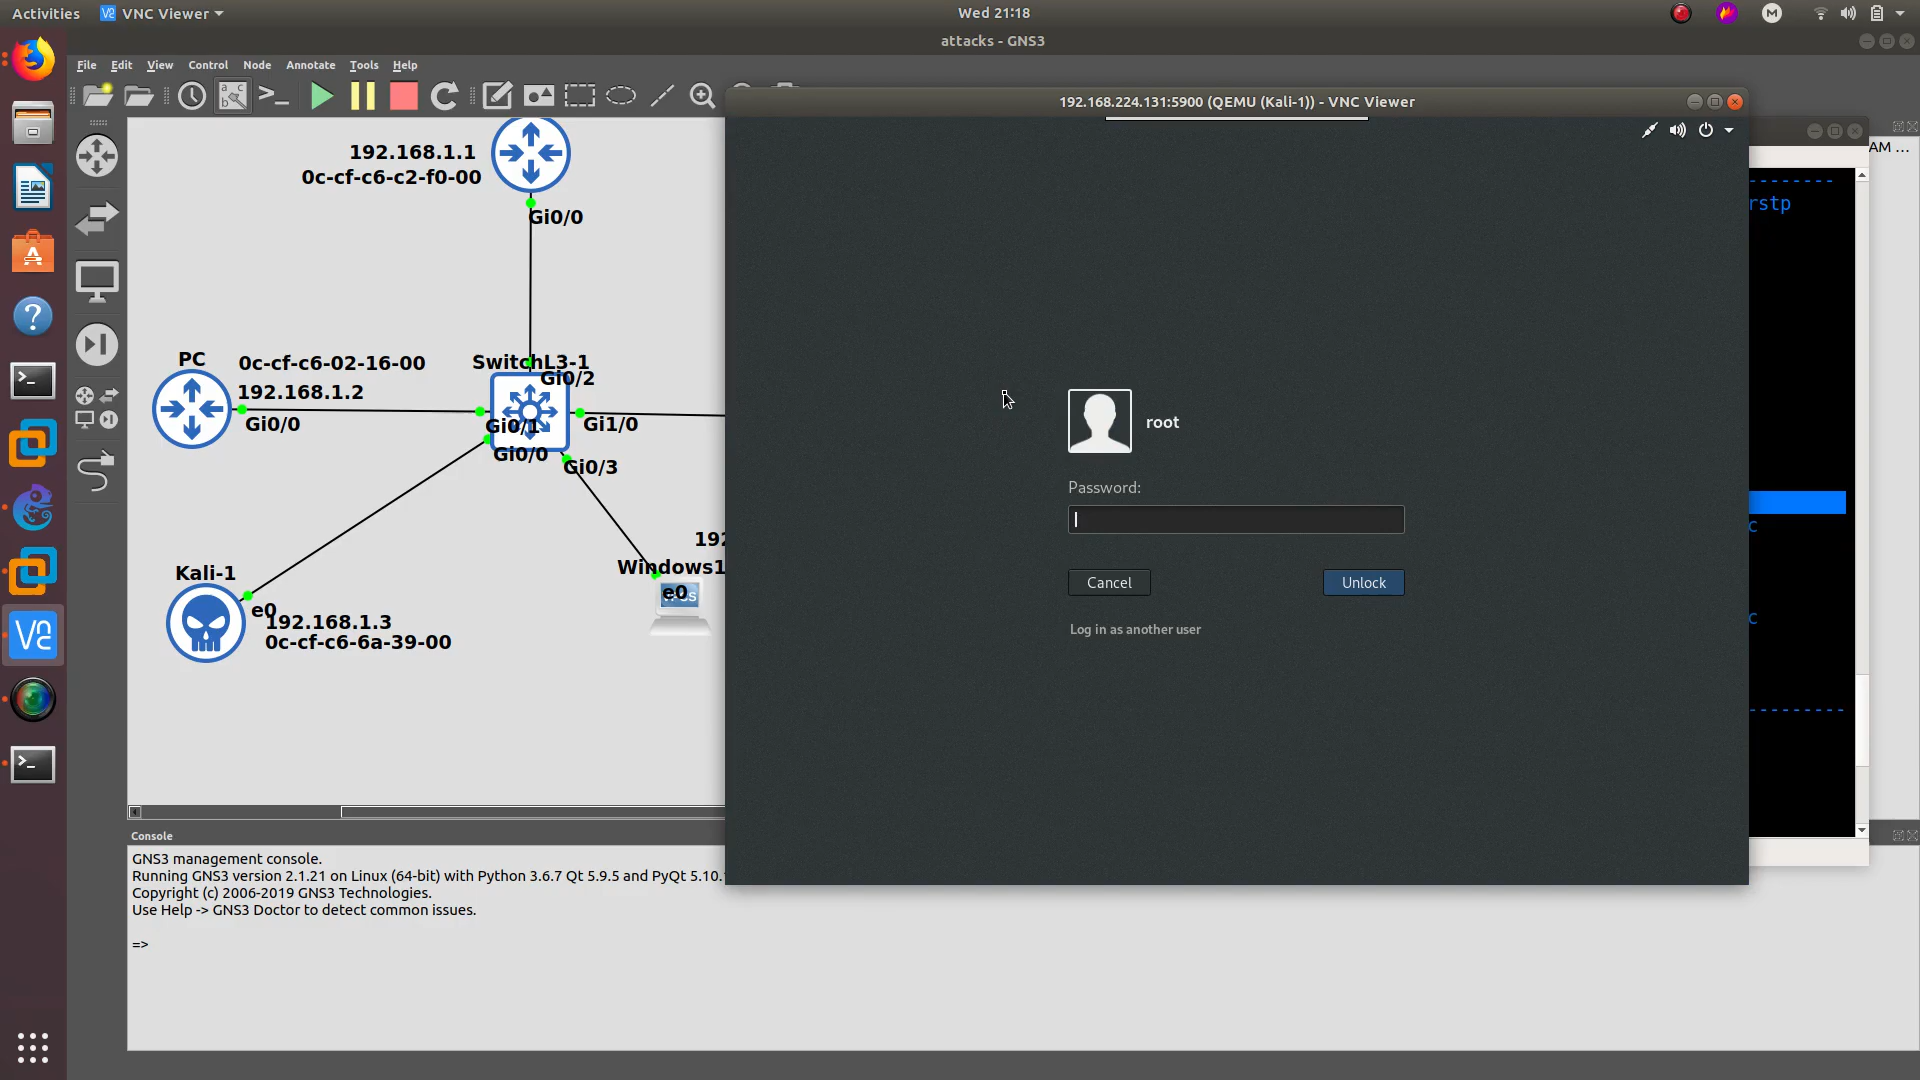 Activities
VNC Viewer
Wed 21:18
attacks - GNS3
File Edit View Control Node Annotate Tools Help
192.168.224.131:5900 (QEMU (Kali-1)) - VNC Viewer
AM ...
192.168.1.1
0c-cf-c6-c2-f0-00
Gi0/0
rstp
PC
0c-cf-c6-02-16-00
192.168.1.2
Gi0/0
SwitchL3-1
Gi0/2
Gi0/1
Gi1/0
Gi0/0
Gi0/3
root
Password:
Cancel
Unlock
Log in as another user
192
Windows1
e0
Kali-1
e0
192.168.1.3
0c-cf-c6-6a-39-00
Console
GNS3 management console.
Running GNS3 version 2.1.21 on Linux (64-bit) with Python 3.6.7 Qt 5.9.5 and PyQt 5.10.
Copyright (c) 2006-2019 GNS3 Technologies.
Use Help -> GNS3 Doctor to detect common issues.
=>